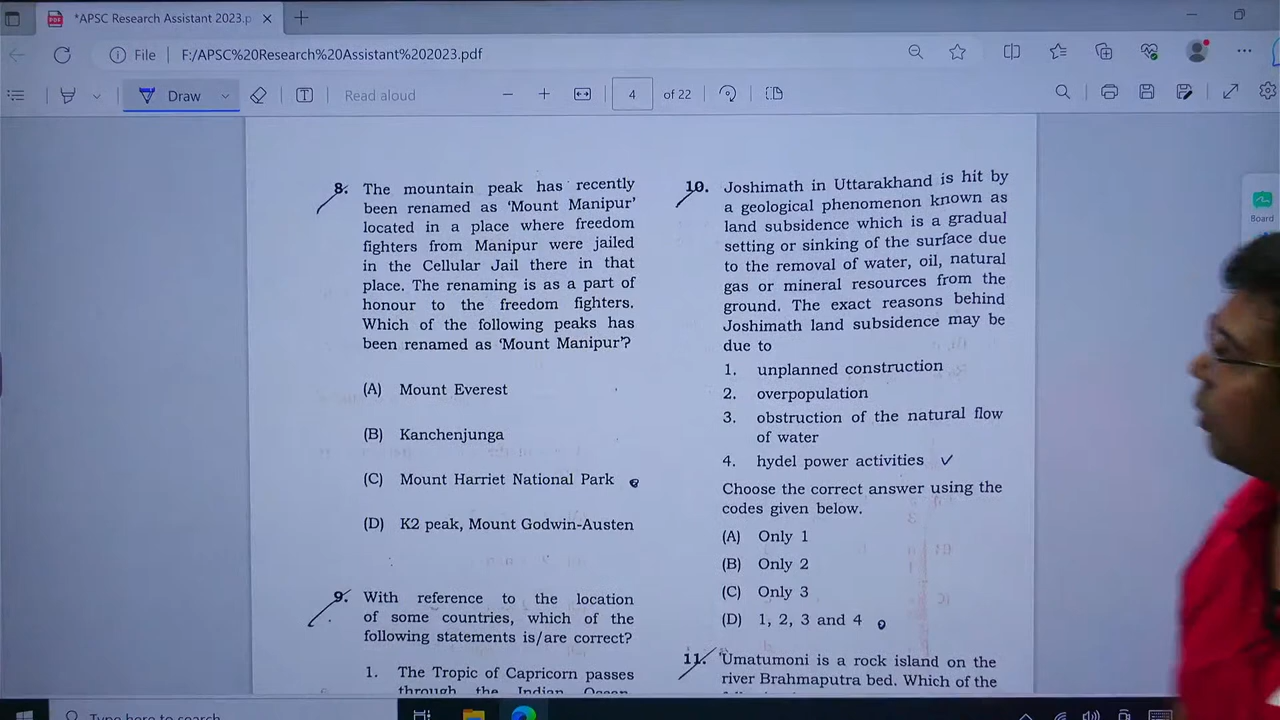 *APSC Research Assistant 2023.p
File
F:/APSC%20Research%20Assistant%202023.pdf
Draw
Read aloud
4
of 22
8. The mountain peak has recently
been renamed as ‘Mount Manipur’
located in a place where freedom
fighters from Manipur were jailed
in the Cellular Jail there in that
place. The renaming is as a part of
honour to the freedom fighters.
Which of the following peaks has
been renamed as ‘Mount Manipur’?
(A) Mount Everest
(B) Kanchenjunga
(C) Mount Harriet National Park
(D) K2 peak, Mount Godwin-Austen
9. With reference to the location
of some countries, which of the
following statements is/are correct?
1. The Tropic of Capricorn passes
through the Indian Ocean,
10. Joshimath in Uttarakhand is hit by
a geological phenomenon known as
land subsidence which is a gradual
setting or sinking of the surface due
to the removal of water, oil, natural
gas or mineral resources from the
ground. The exact reasons behind
Joshimath land subsidence may be
due to
1. unplanned construction
2. overpopulation
3. obstruction of the natural flow
of water
4. hydel power activities
Choose the correct answer using the
codes given below.
(A) Only 1
(B) Only 2
(C) Only 3
(D) 1, 2, 3 and 4
11. Umatumoni is a rock island on the
river Brahmaputra bed. Which of the
Board
Type here to search